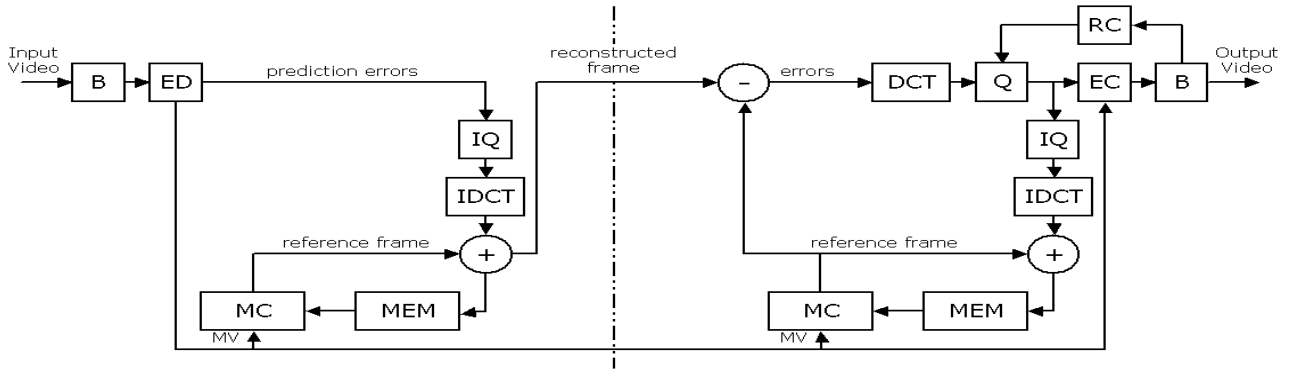 RC
Input
Video
reconstructed
frame
Output
Video
B
ED
prediction errors
-
errors
DCT
Q
EC
B
IQ
IQ
IDCT
IDCT
reference frame
+
reference frame
+
MC
MEM
MC
MEM
MV
MV